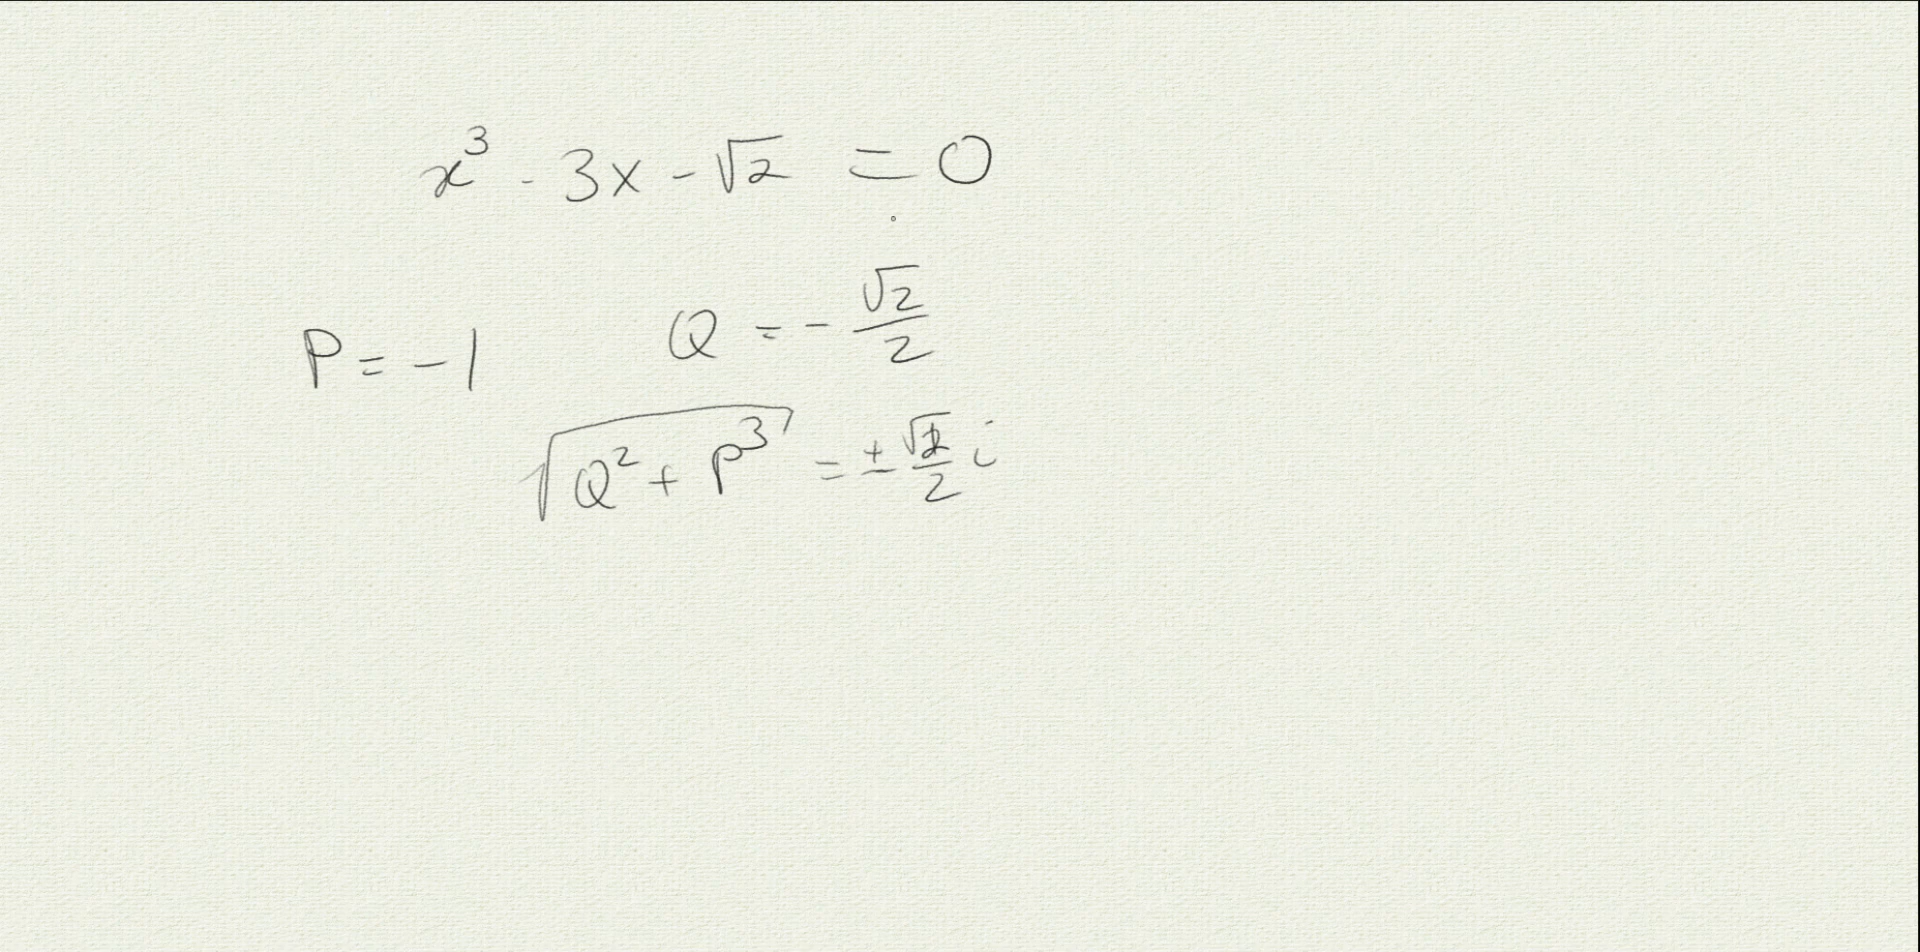 x³ - 3x - √2 = 0
P = -1 Q = - √2/2
√(Q² + P³) = ± √2/2 i